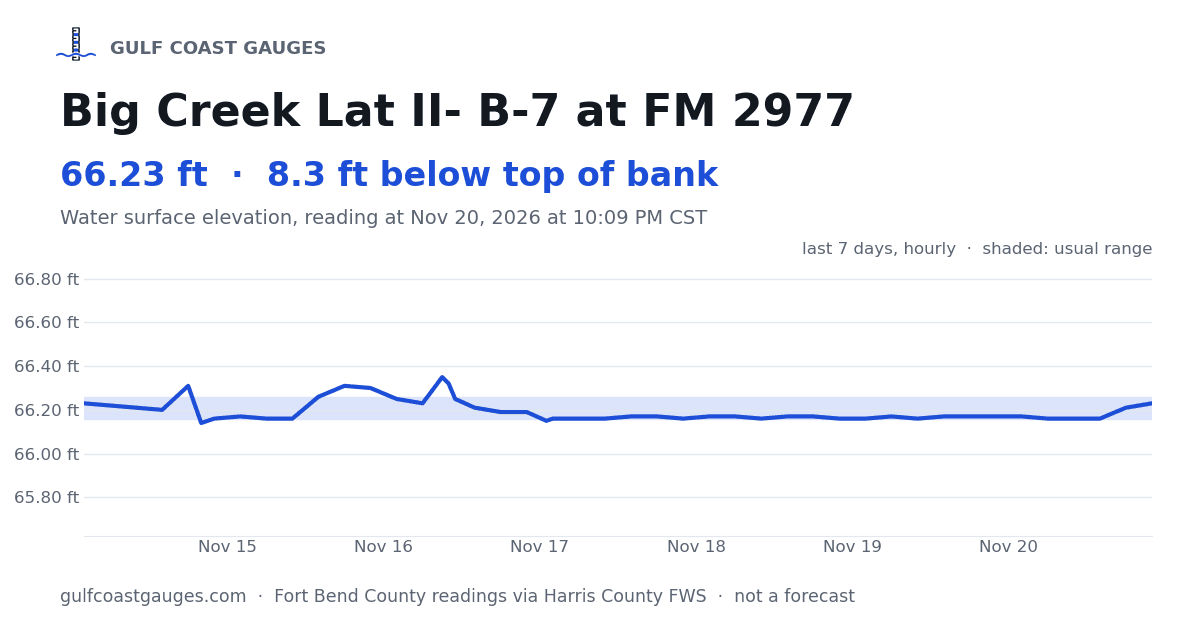 GULF COAST GAUGES
Big Creek Lat II- B-7 at FM 2977
66.23 ft · 8.3 ft below top of bank
Water surface elevation, reading at Nov 20, 2026 at 10:09 PM CST
last 7 days, hourly · shaded: usual range
66.80 ft
66.60 ft
66.40 ft
66.20 ft
66.00 ft
65.80 ft
Nov 15 Nov 16 Nov 17 Nov 18 Nov 19 Nov 20
gulfcoastgauges.com · Fort Bend County readings via Harris County FWS · not a forecast